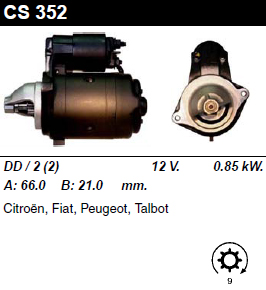 CS 352
DD / 2 (2) 12 V. 0.85 kW.
A: 66.0 B: 21.0 mm.
Citroën, Fiat, Peugeot, Talbot
9